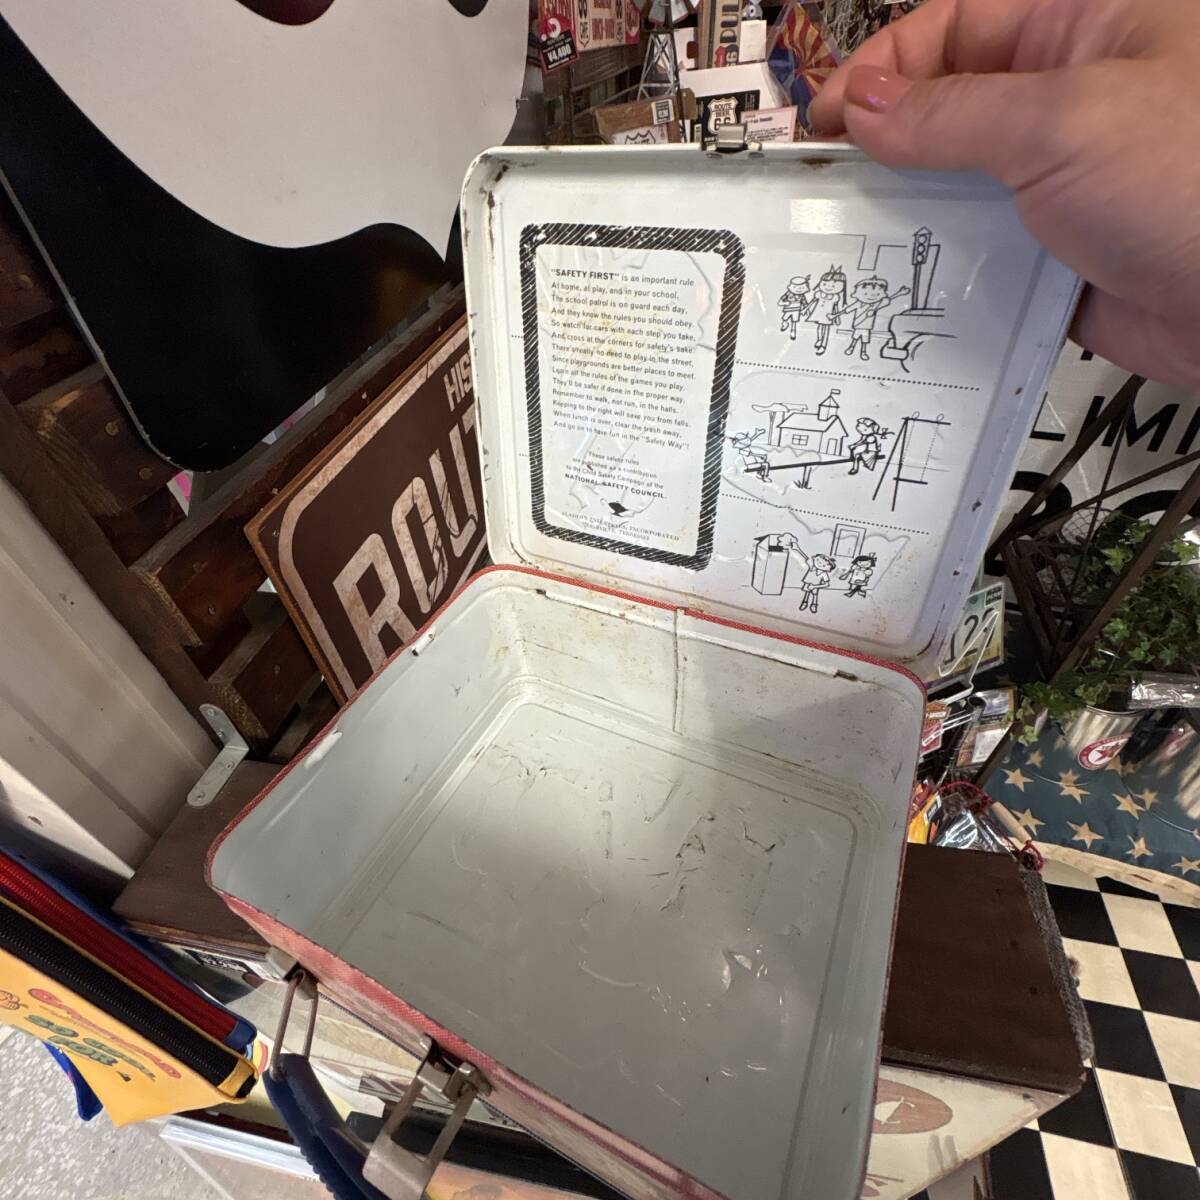 "SAFETY FIRST" is an important rule
At home, at play, and in your school.
The school patrol is on guard each day,
And they know the rules you should obey.
So watch for cars with each step you take,
And cross at the corners for safety's sake.
There's really no need to play in the street,
Since playgrounds are better places to meet.
Learn all the rules of the games you play.
They'll be safer if done in the proper way.
Remember to walk, not run, in the halls.
Keeping to the right will save you from falls.
When lunch is over, clear the trash away,
And go on to have fun in the "Safety Way"!
These safety rules
are published as a contribution
to the Child Safety Campaign of the
NATIONAL SAFETY COUNCIL.
ALADDIN INDUSTRIES, INCORPORATED
NASHVILLE, TENNESSEE
HIS
ROUT
¥4,400
ROUTE
BEER
66
LIMI
22